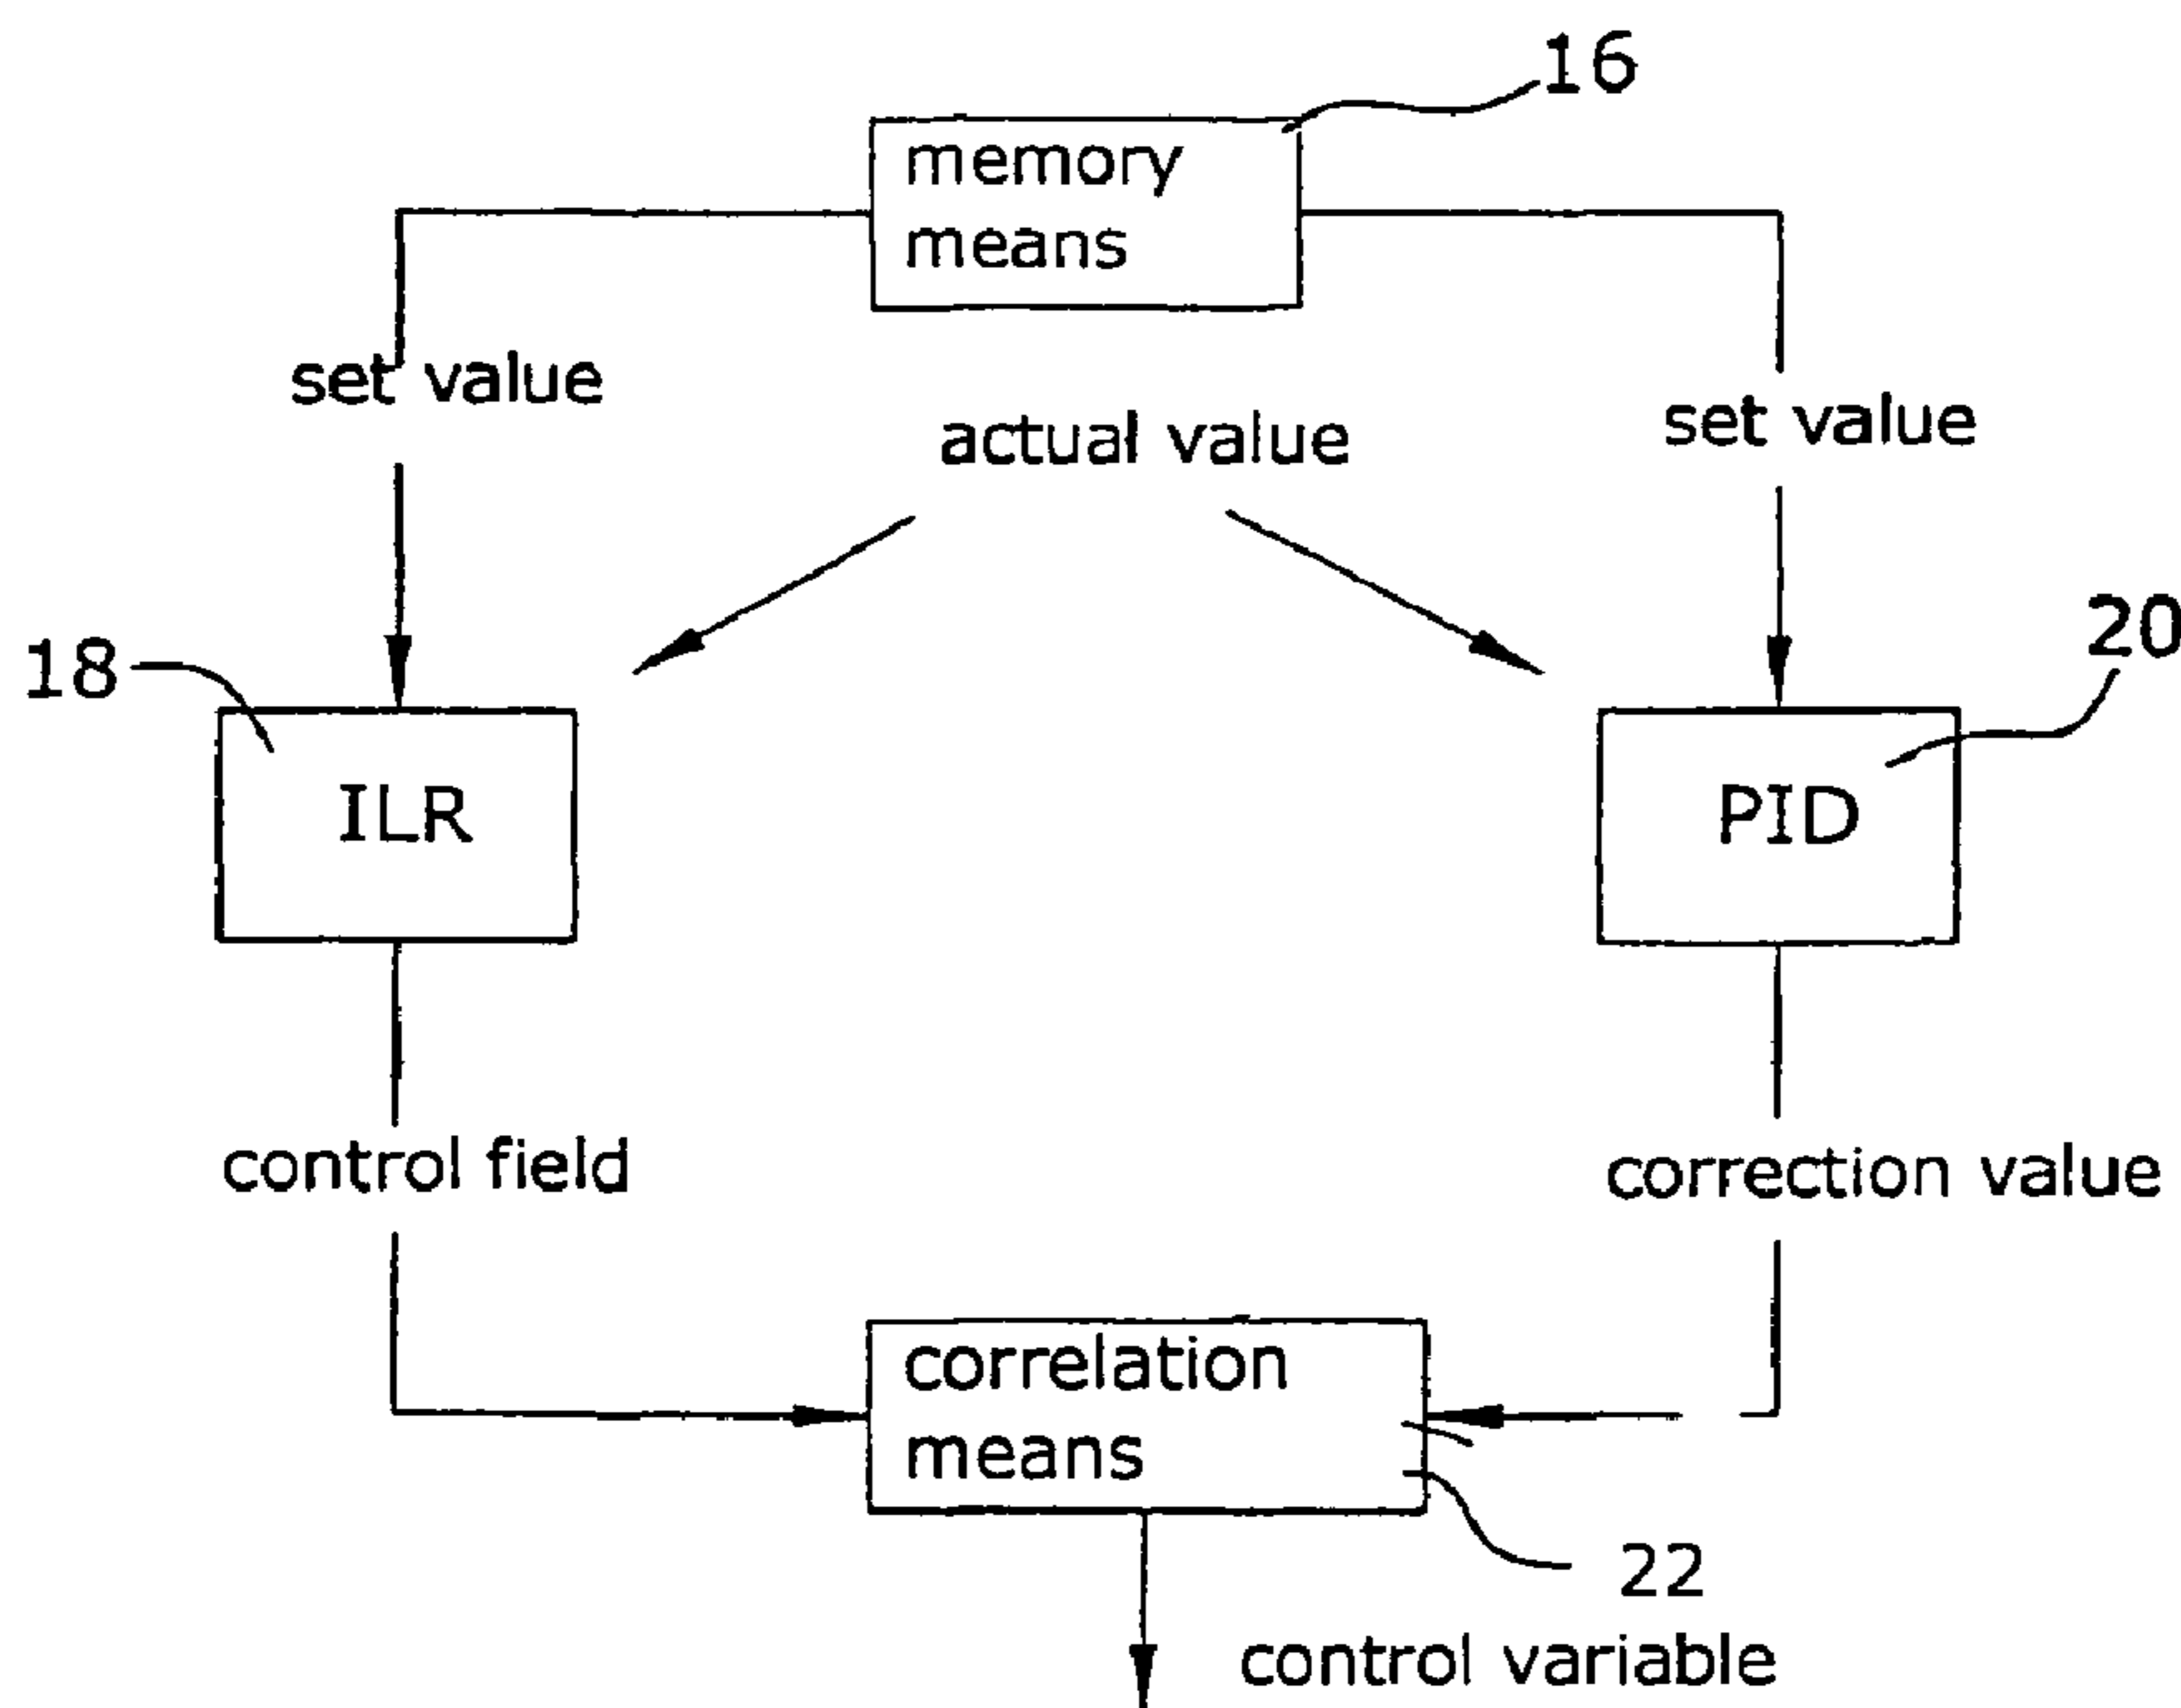 16
memory
means
set value
actual value
set value
18
20
ILR
PID
control field
correction value
correlation
means
22
control variable